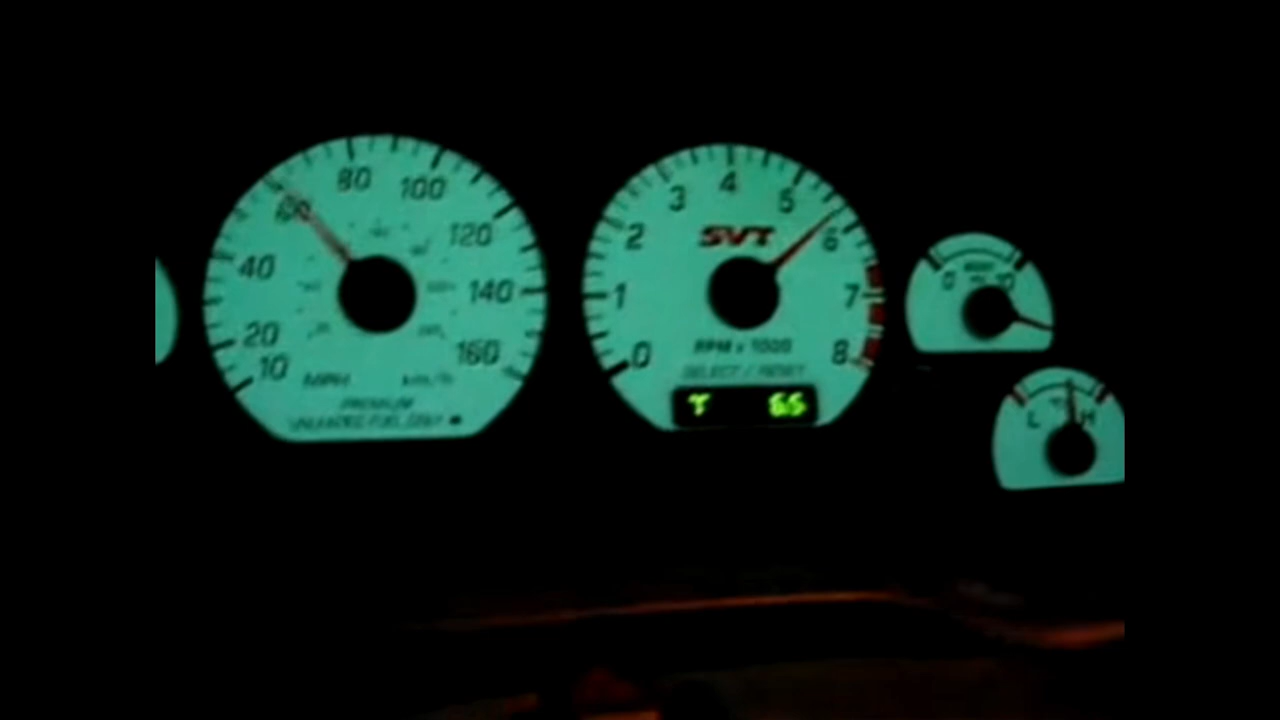 10 20 40 60 80 100 120 140 160
MPH
PREMIUM
UNLEADED FUEL ONLY
0 1 2 3 4 5 6 7 8
SVT
RPM x 1000
SELECT / RESET
T
0
L H